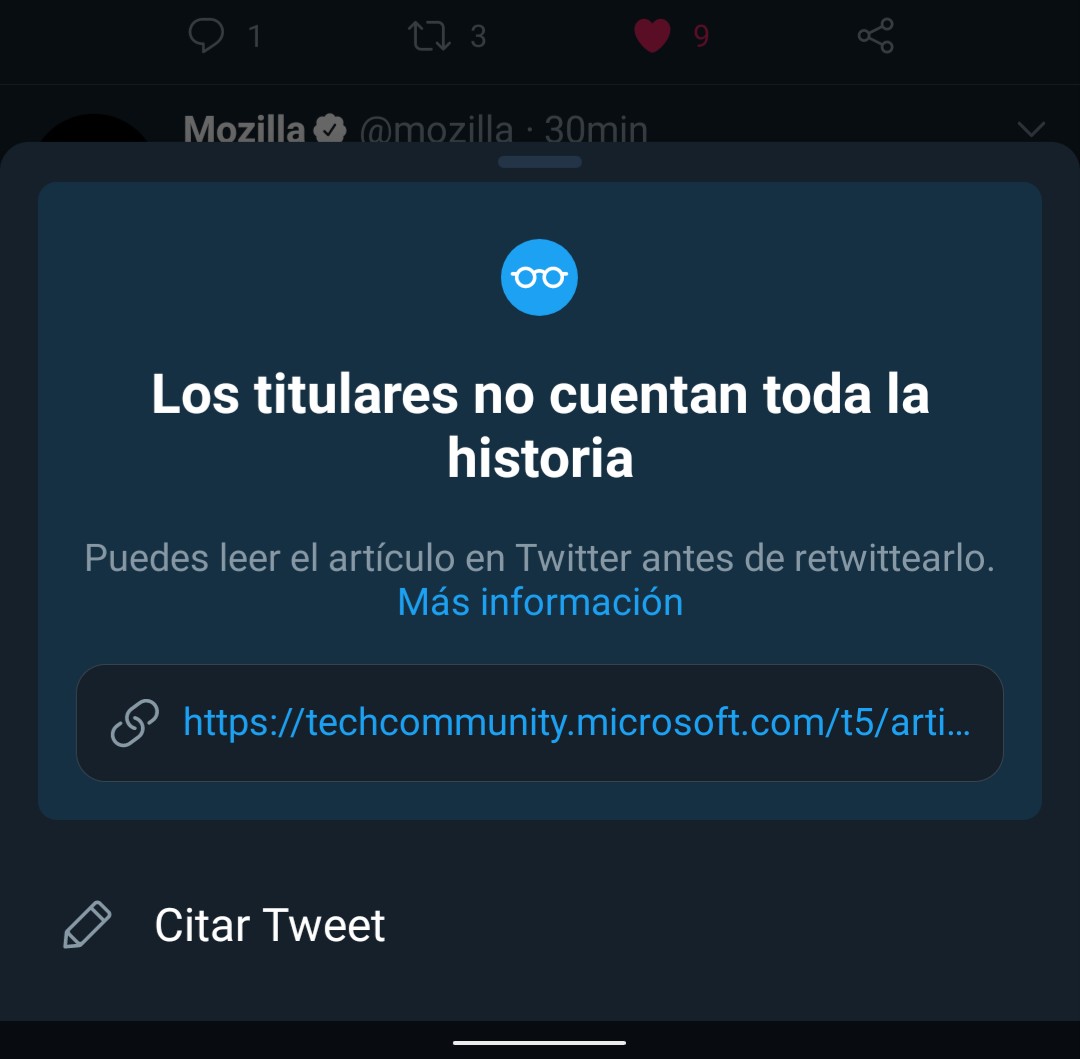 1 3 9
Mozilla @mozilla · 30min
Los titulares no cuentan toda la
historia
Puedes leer el artículo en Twitter antes de retwittearlo.
Más información
https://techcommunity.microsoft.com/t5/arti...
Citar Tweet